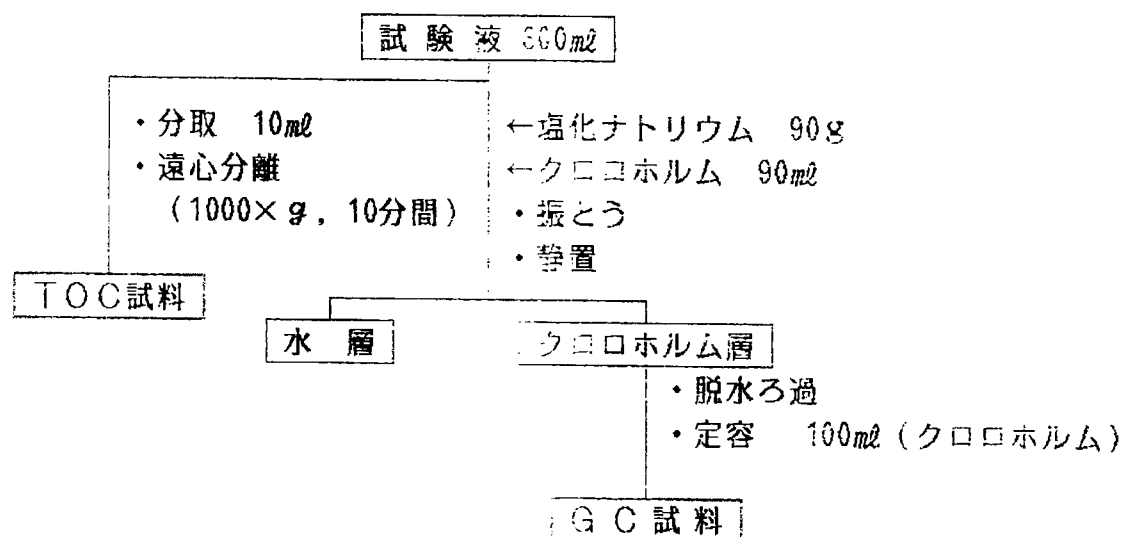 試験液 300ml
・分取 10ml
・遠心分離
(1000×g, 10分間)
TOC試料
←塩化ナトリウム 90g
←クロロホルム 90ml
・振とう
・静置
水層
クロロホルム層
・脱水ろ過
・定容 100ml (クロロホルム)
GC試料